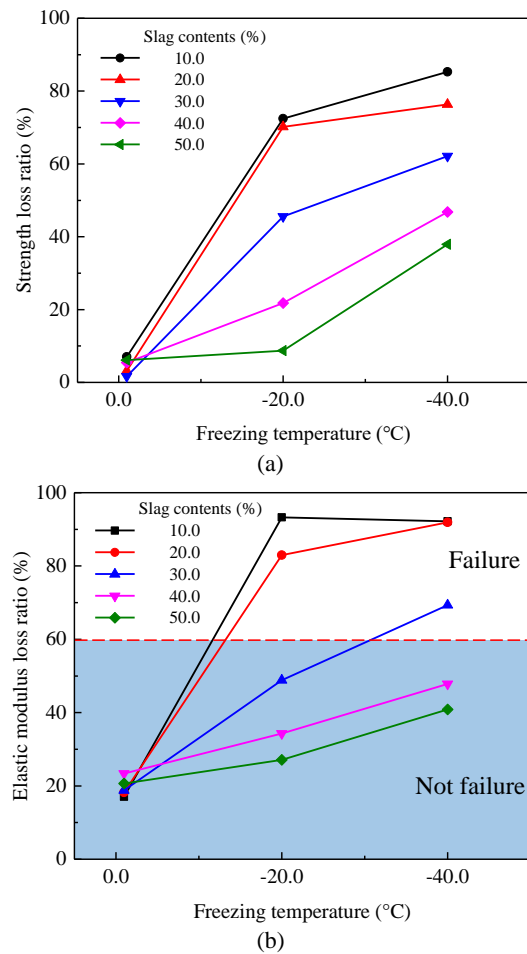 Slag contents (%)
10.0
20.0
30.0
40.0
50.0
Strength loss ratio (%)
100
80
60
40
20
0
0.0 -20.0 -40.0
Freezing temperature (℃)
(a)
Slag contents (%)
10.0
20.0
30.0
40.0
50.0
Failure
Not failure
Elastic modulus loss ratio (%)
100
80
60
40
20
0
0.0 -20.0 -40.0
Freezing temperature (℃)
(b)